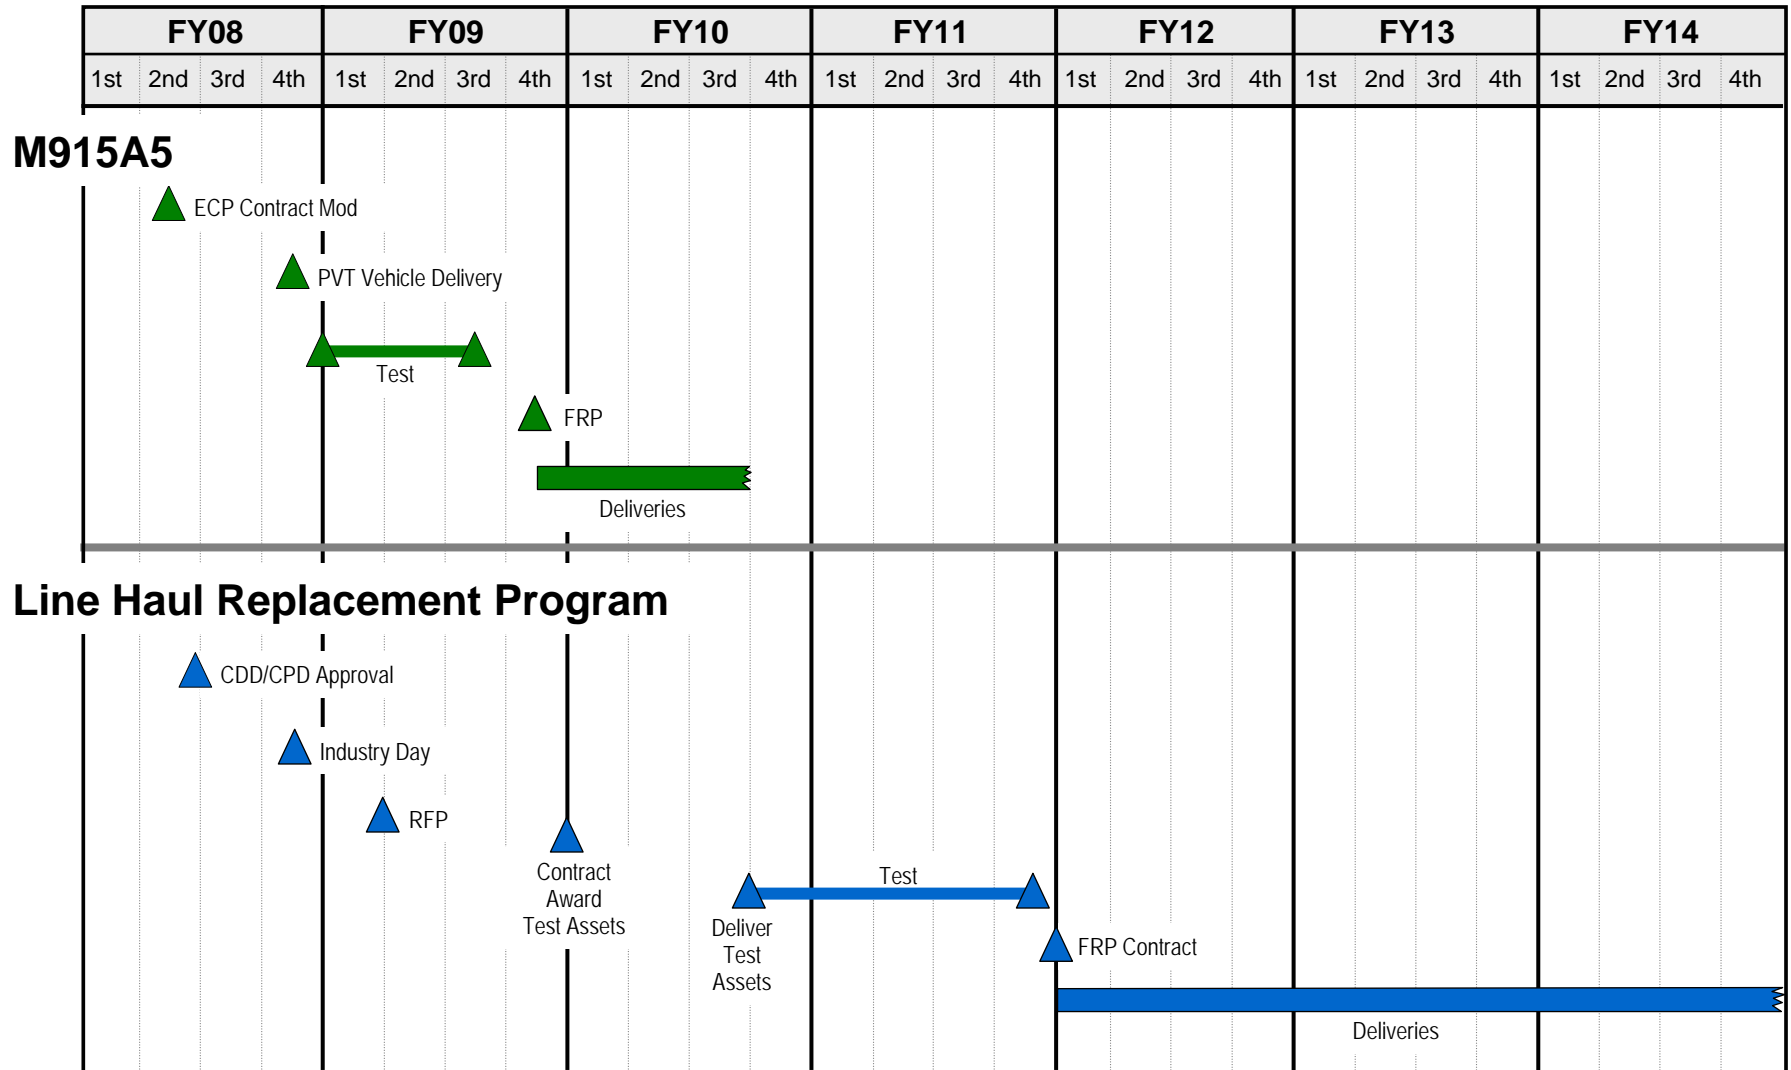 FY08 FY09 FY10 FY11 FY12 FY13 FY14
1st 2nd 3rd 4th 1st 2nd 3rd 4th 1st 2nd 3rd 4th 1st 2nd 3rd 4th 1st 2nd 3rd 4th 1st 2nd 3rd 4th 1st 2nd 3rd 4th
M915A5
ECP Contract Mod
PVT Vehicle Delivery
Test
FRP
Deliveries
Line Haul Replacement Program
CDD/CPD Approval
Industry Day
RFP
Contract
Award
Test Assets
Deliver
Test
Assets
Test
FRP Contract
Deliveries